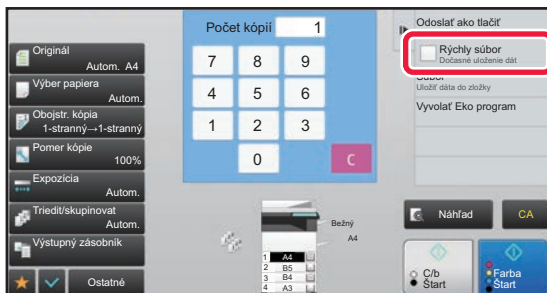 Originál
Autom. A4
Výber papiera
Autom.
Obojstr. kópia
1-stranný→1-stranný
Pomer kópie
100%
Expozícia
Autom.
Triediť/skupinovat
Autom.
Výstupný zásobník
Ostatné
Počet kópií 1
7 8 9
4 5 6
1 2 3
0 C
Bežný
A4
1 A4
2 B5
3 B4
4 A3
Odoslať ako tlačiť
Rýchly súbor
Dočasné uloženie dát
Súbor
Uložiť dáta do zložky
Vyvolať Eko program
Náhľad
CA
C/b
Štart
Farba
Štart